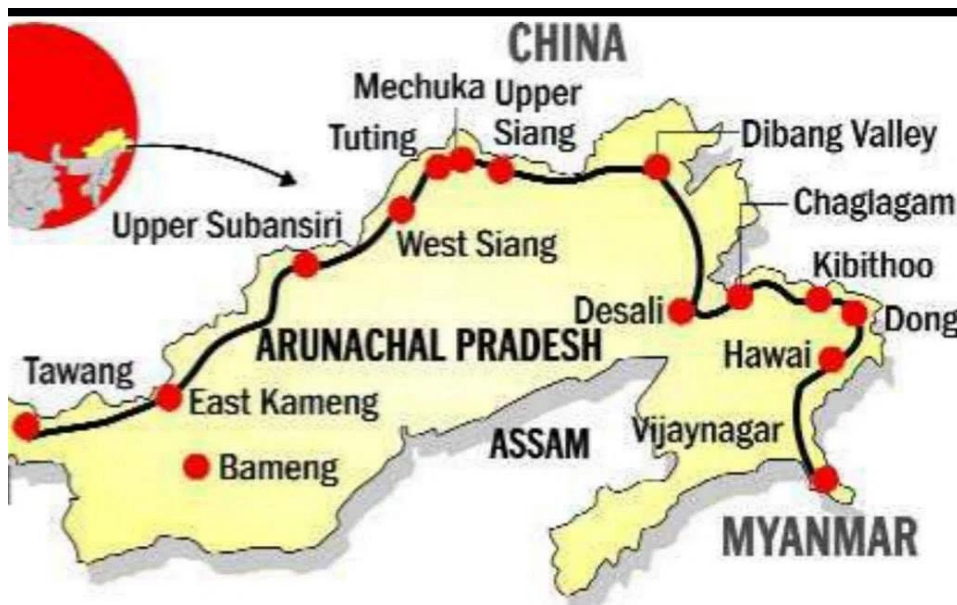 CHINA
Mechuka
Upper
Siang
Tuting
Dibang Valley
Chaglagam
Upper Subansiri
West Siang
Kibithoo
Desali
Dong
ARUNACHAL PRADESH
Hawai
Tawang
East Kameng
Vijaynagar
ASSAM
Bameng
MYANMAR